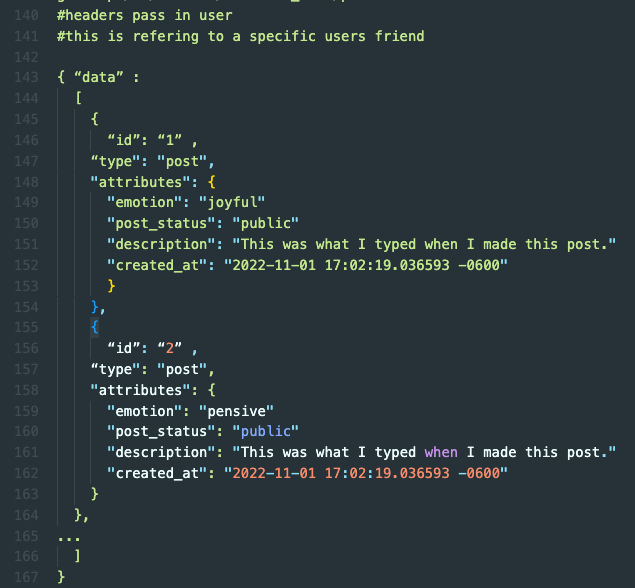 140 #headers pass in user
141 #this is refering to a specific users friend
142
143 { “data” :
144 [
145 {
146 “id”: “1” ,
147 “type": "post",
148 "attributes": {
149 "emotion": "joyful"
150 "post_status": "public"
151 "description": "This was what I typed when I made this post."
152 "created_at": "2022-11-01 17:02:19.036593 -0600"
153 }
154 },
155 {
156 “id”: “2” ,
157 “type": "post",
158 "attributes": {
159 "emotion": "pensive"
160 "post_status": "public"
161 "description": "This was what I typed when I made this post."
162 "created_at": "2022-11-01 17:02:19.036593 -0600"
163 }
164 },
165 ...
166 ]
167 }